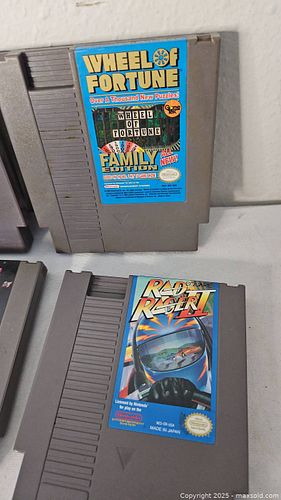 WHEEL OF
FORTUNE
Over A Thousand New Puzzles!
WHEEL
OF
FORTUNE
FAMILY
EDITION
RAD
RACER II
Licensed by Nintendo
for play on the
NES-QR-USA
MADE IN JAPAN
Copyright 2025 - maxsold.com